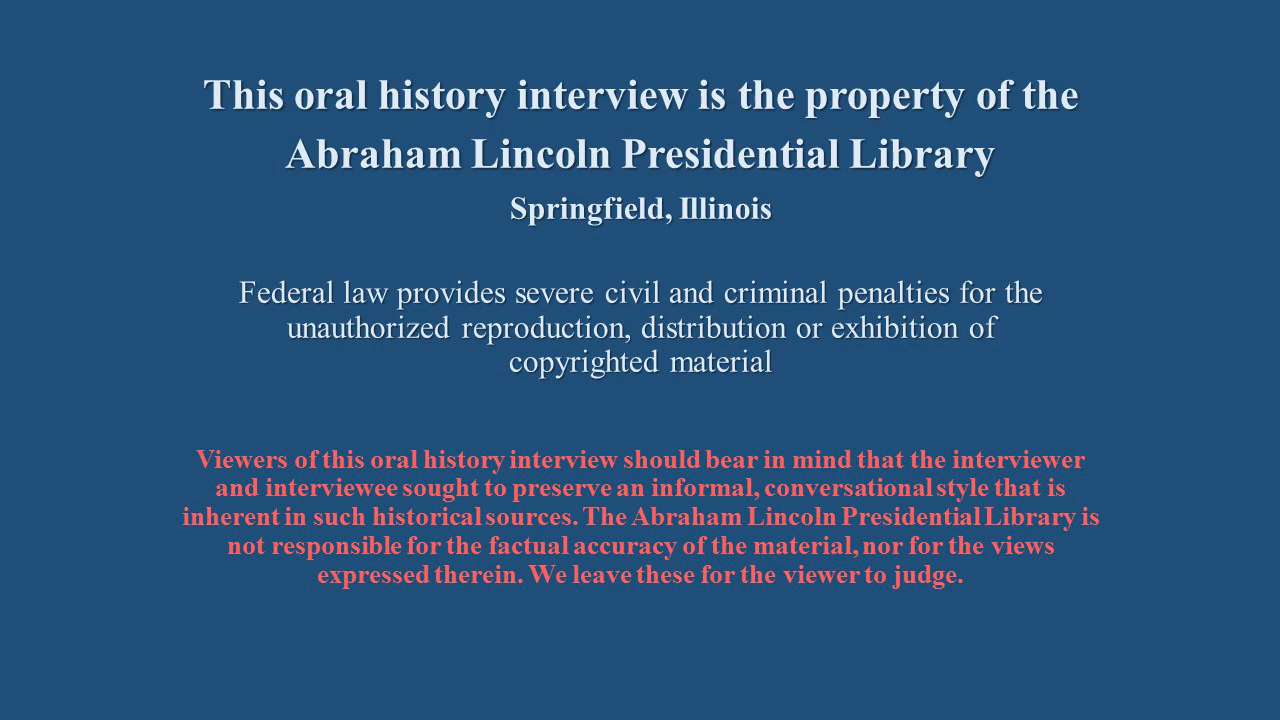 This oral history interview is the property of the
Abraham Lincoln Presidential Library
Springfield, Illinois
Federal law provides severe civil and criminal penalties for the
unauthorized reproduction, distribution or exhibition of
copyrighted material
Viewers of this oral history interview should bear in mind that the interviewer
and interviewee sought to preserve an informal, conversational style that is
inherent in such historical sources. The Abraham Lincoln Presidential Library is
not responsible for the factual accuracy of the material, nor for the views
expressed therein. We leave these for the viewer to judge.